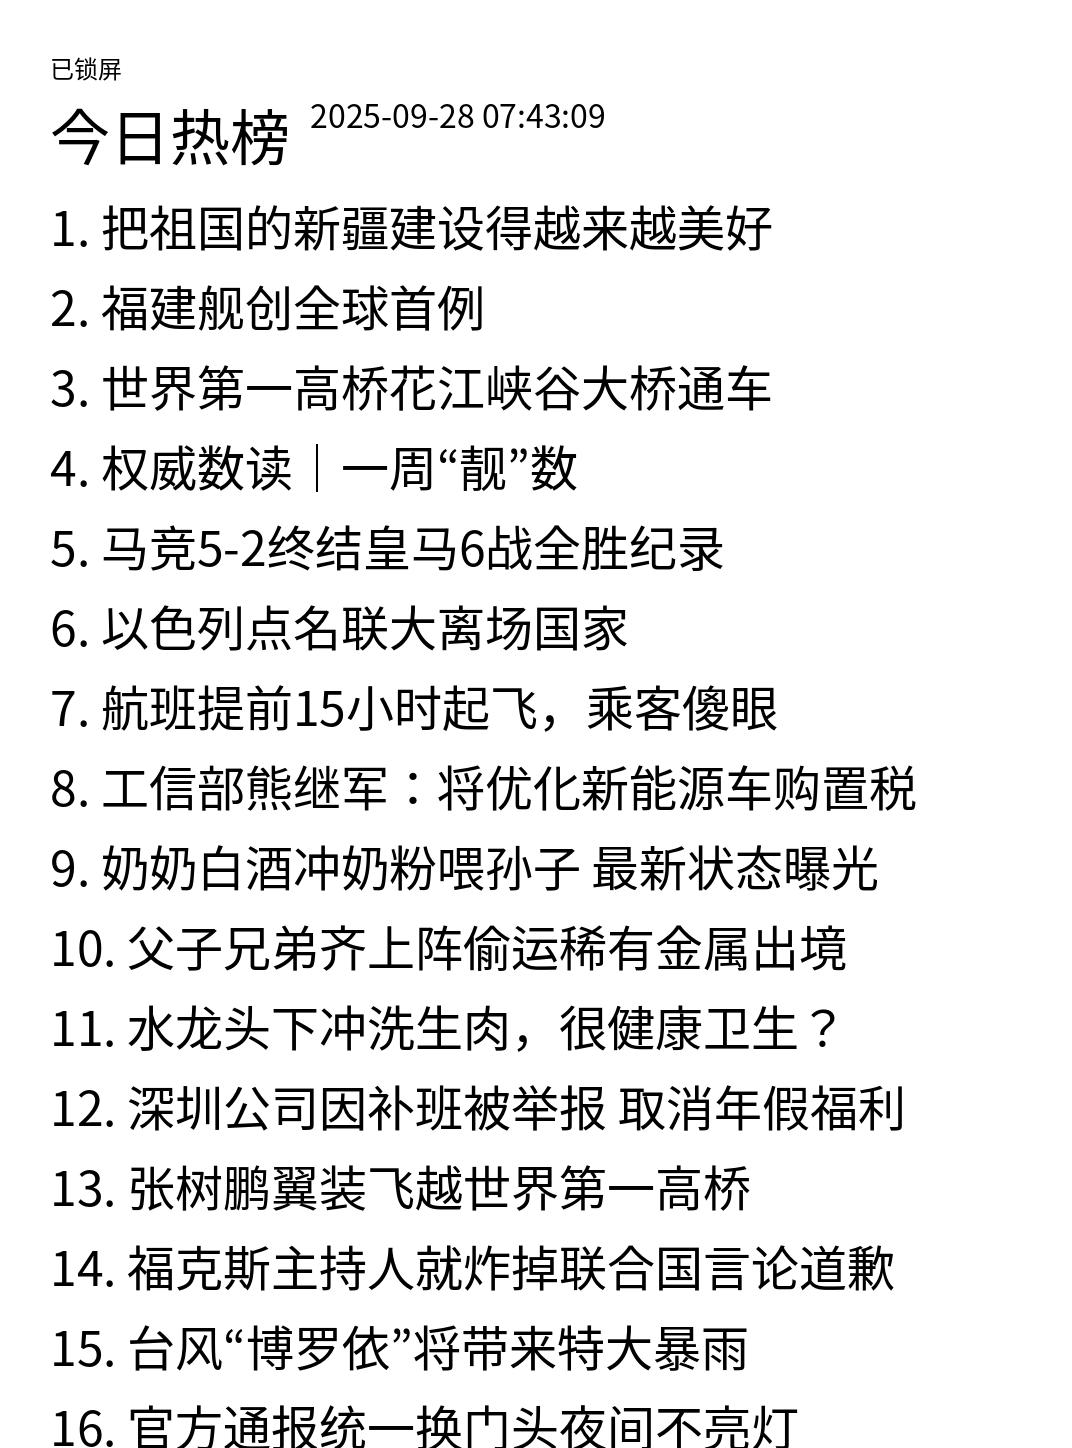 已锁屏
今日热榜 2025-09-28 07:43:09
1. 把祖国的新疆建设得越来越美好
2. 福建舰创全球首例
3. 世界第一高桥花江峡谷大桥通车
4. 权威数读｜一周“靓”数
5. 马竞5-2终结皇马6战全胜纪录
6. 以色列点名联大离场国家
7. 航班提前15小时起飞，乘客傻眼
8. 工信部熊继军：将优化新能源车购置税
9. 奶奶白酒冲奶粉喂孙子 最新状态曝光
10. 父子兄弟齐上阵偷运稀有金属出境
11. 水龙头下冲洗生肉，很健康卫生？
12. 深圳公司因补班被举报 取消年假福利
13. 张树鹏翼装飞越世界第一高桥
14. 福克斯主持人就炸掉联合国言论道歉
15. 台风“博罗依”将带来特大暴雨
16. 官方通报统一换门头夜间不亮灯